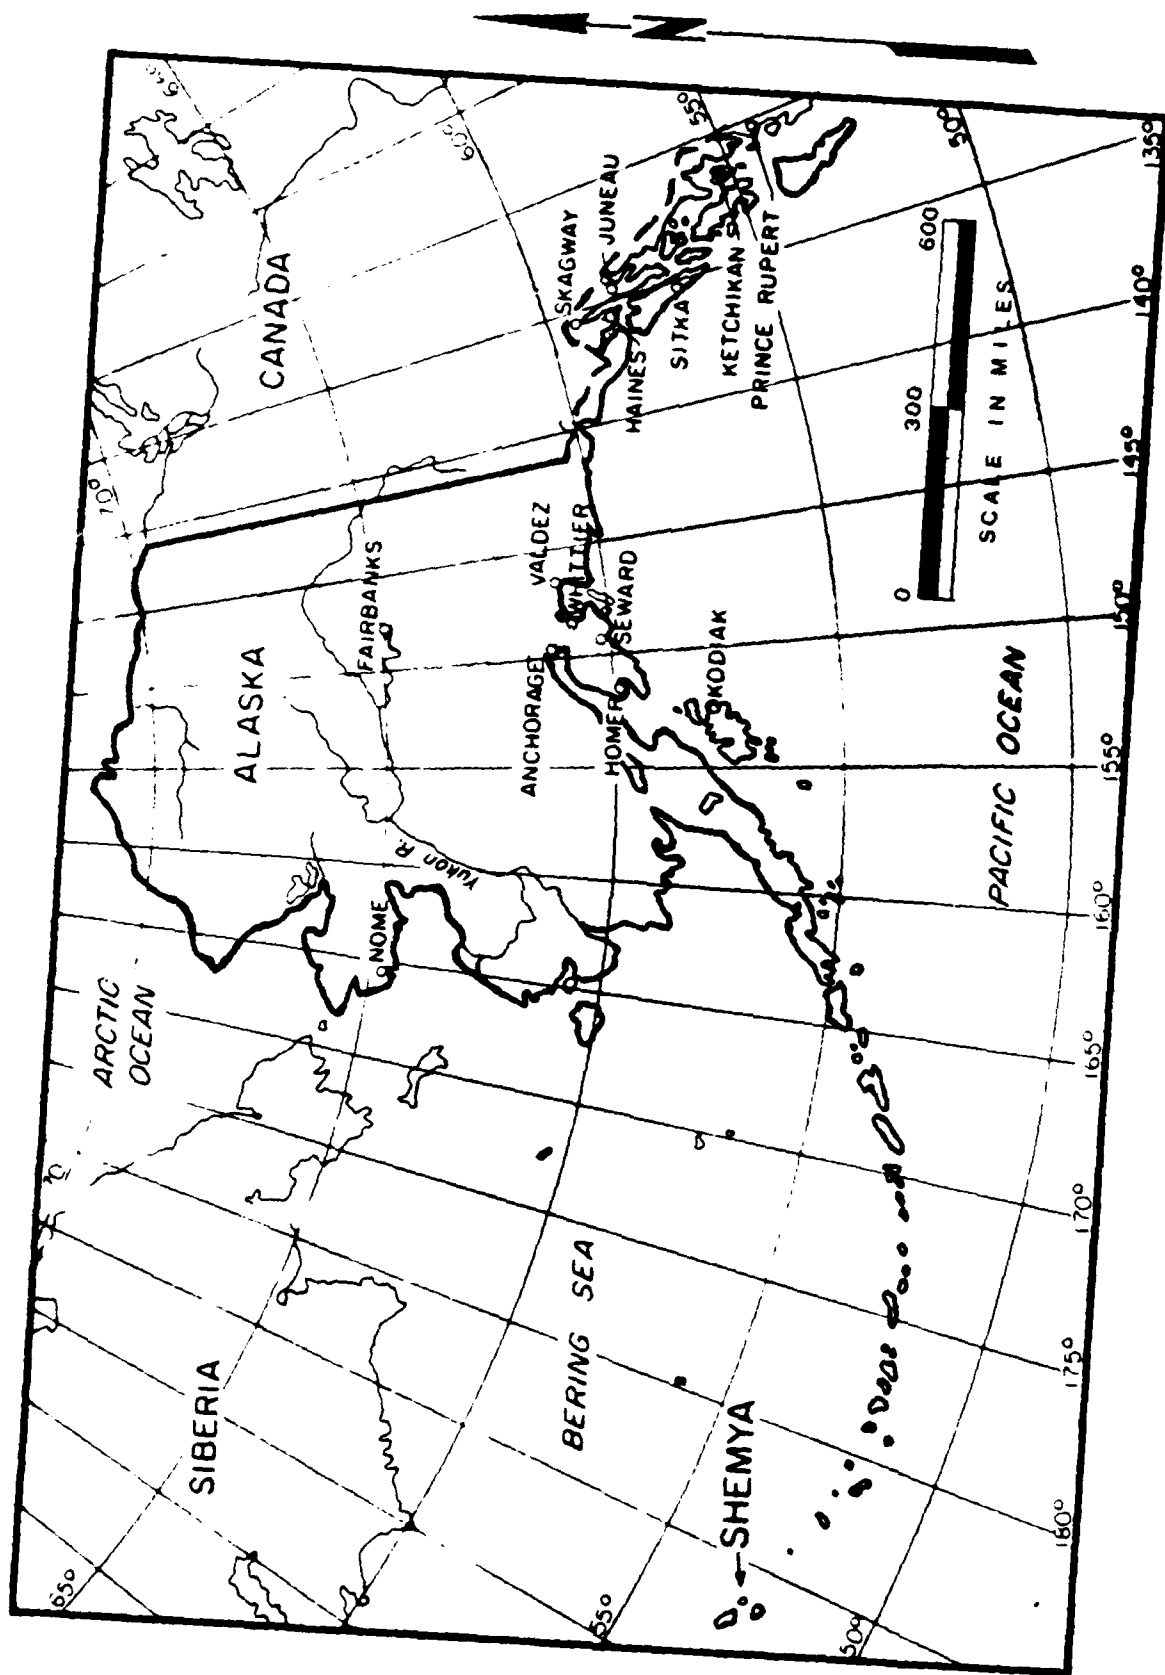 N
ARCTIC
OCEAN
SIBERIA
ALASKA
CANADA
70°
60°
65°
55°
55°
50°
50°
NOME
Yukon R.
FAIRBANKS
ANCHORAGE
VALDEZ
WHITTIER
SEWARD
HOMER
KODIAK
SKAGWAY
JUNEAU
HAINES
SITKA
KETCHIKAN
PRINCE RUPERT
BERING SEA
SHEMYA
PACIFIC OCEAN
0 300 600
SCALE IN MILES
180° 175° 170° 165° 160° 155° 150° 145° 140° 135°